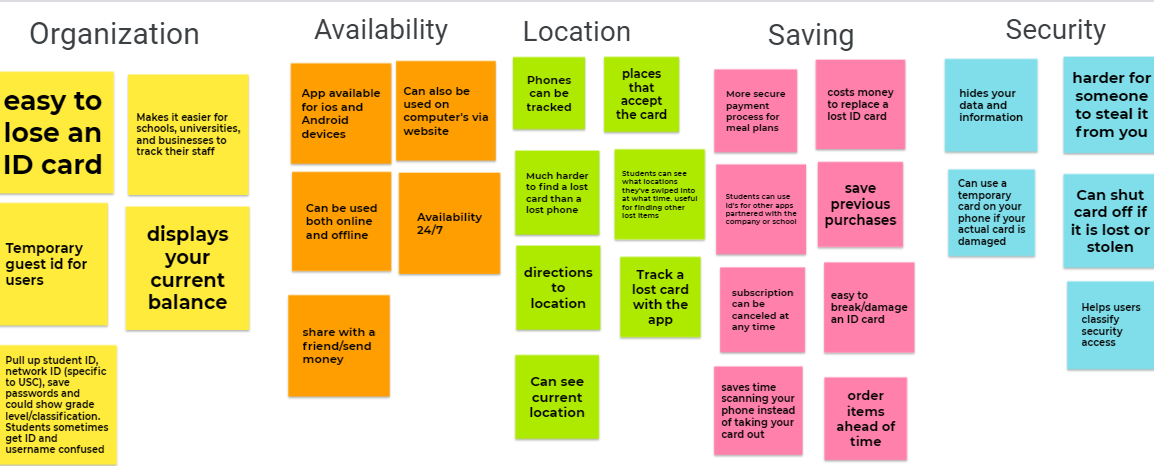 Organization
easy to
lose an
ID card
Makes it easier for
schools, universities,
and businesses to
track their staff
Temporary
guest id for
users
displays
your
current
balance
Pull up student ID,
network ID (specific
to USC), save
passwords and
could show grade
level/classification.
Students sometimes
get ID and
username confused
Availability
App available
for ios and
Android
devices
Can also be
used on
computer's via
website
Can be used
both online
and offline
Availability
24/7
share with a
friend/send
money
Location
Phones
can be
tracked
places
that
accept
the card
Much harder
to find a lost
card than a
lost phone
Students can see
what locations
they've swiped into
at what time. useful
for finding other
lost items
directions
to
location
Track a
lost card
with the
app
Can see
current
location
Saving
More secure
payment
process for
meal plans
costs money
to replace a
lost ID card
Students can use
id's for other apps
partnered with the
company or school
save
previous
purchases
subscription
can be
canceled at
any time
easy to
break/damage
an ID card
saves time
scanning your
phone instead
of taking your
card out
order
items
ahead of
time
Security
hides your
data and
information
harder for
someone
to steal it
from you
Can use a
temporary
card on your
phone if your
actual card is
damaged
Can shut
card off if
it is lost or
stolen
Helps users
classify
security
access